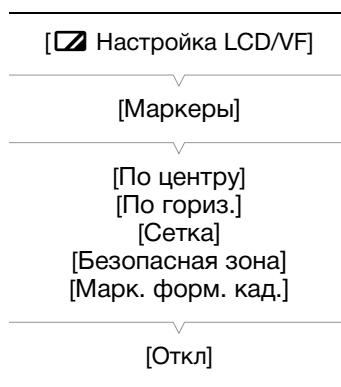 [Настройка LCD/VF]
[Маркеры]
[По центру]
[По гориз.]
[Сетка]
[Безопасная зона]
[Марк. форм. кад.]
[Откл]